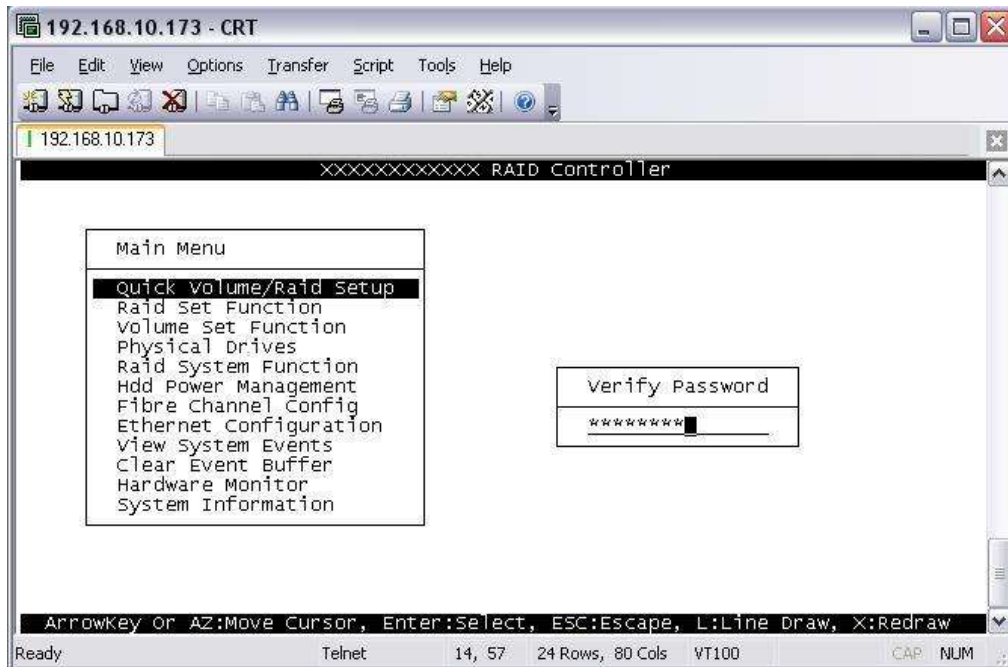 192.168.10.173 - CRT
File Edit View Options Transfer Script Tools Help
192.168.10.173
XXXXXXXXXXXX RAID Controller
Main Menu
Quick Volume/Raid Setup
Raid Set Function
Volume Set Function
Physical Drives
Raid System Function
Hdd Power Management
Fibre Channel Config
Ethernet Configuration
View System Events
Clear Event Buffer
Hardware Monitor
System Information
Verify Password
********
ArrowKey Or AZ:Move Cursor, Enter:Select, ESC:Escape, L:Line Draw, X:Redraw
Ready Telnet 14, 57 24 Rows, 80 Cols VT100 CAP NUM